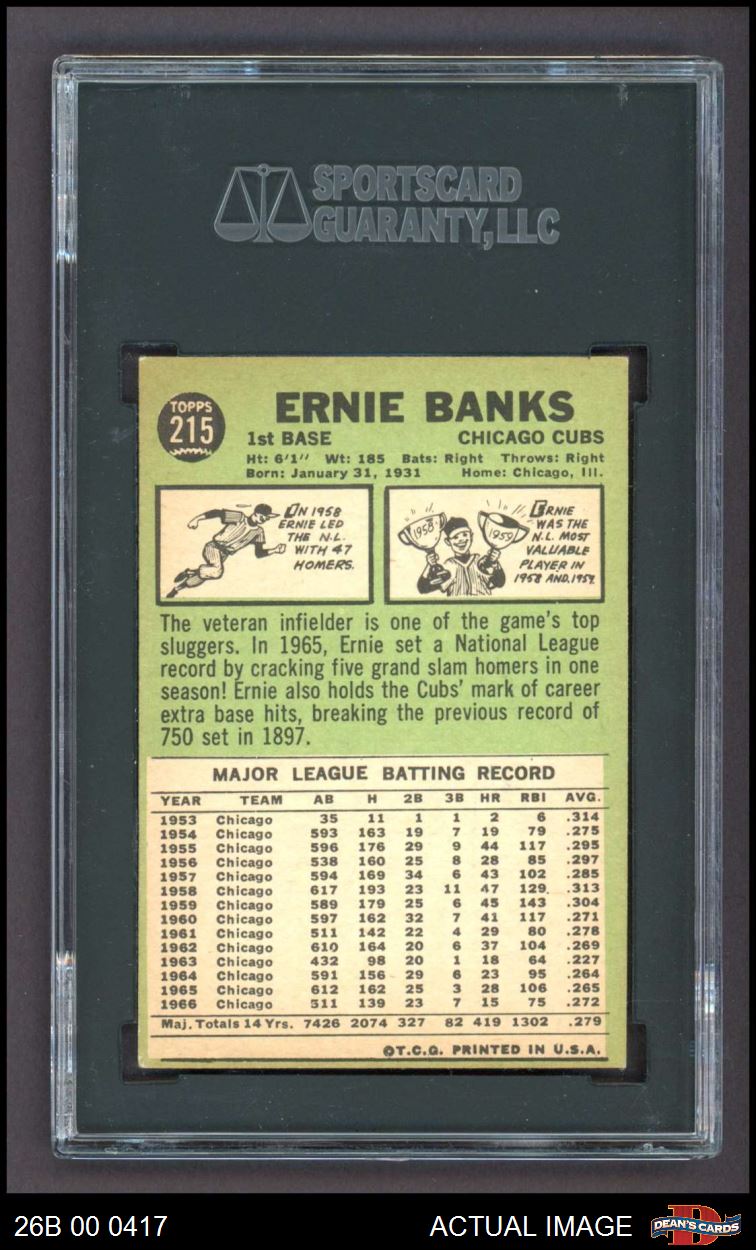 SPORTSCARD
GUARANTY, LLC
TOPPS
215
ERNIE BANKS
1st BASE CHICAGO CUBS
Ht: 6'1" Wt: 185 Bats: Right Throws: Right
Born: January 31, 1931 Home: Chicago, Ill.
IN 1958
ERNIE LED
THE N.L.
WITH 47
HOMERS.
1958
1959
ERNIE
WAS THE
N.L. MOST
VALUABLE
PLAYER IN
1958 AND 1959.
The veteran infielder is one of the game's top
sluggers. In 1965, Ernie set a National League
record by cracking five grand slam homers in one
season! Ernie also holds the Cubs' mark of career
extra base hits, breaking the previous record of
750 set in 1897.
MAJOR LEAGUE BATTING RECORD
YEAR TEAM AB H 2B 3B HR RBI AVG.
1953 Chicago 35 11 1 1 2 6 .314
1954 Chicago 593 163 19 7 19 79 .275
1955 Chicago 596 176 29 9 44 117 .295
1956 Chicago 538 160 25 8 28 85 .297
1957 Chicago 594 169 34 6 43 102 .285
1958 Chicago 617 193 23 11 47 129 .313
1959 Chicago 589 179 25 6 45 143 .304
1960 Chicago 597 162 32 7 41 117 .271
1961 Chicago 511 142 22 4 29 80 .278
1962 Chicago 610 164 20 6 37 104 .269
1963 Chicago 432 98 20 1 18 64 .227
1964 Chicago 591 156 29 6 23 95 .264
1965 Chicago 612 162 25 3 28 106 .265
1966 Chicago 511 139 23 7 15 75 .272
Maj. Totals 14 Yrs. 7426 2074 327 82 419 1302 .279
©T.C.G. PRINTED IN U.S.A.
26B 00 0417 ACTUAL IMAGE
D
DEAN'S CARDS